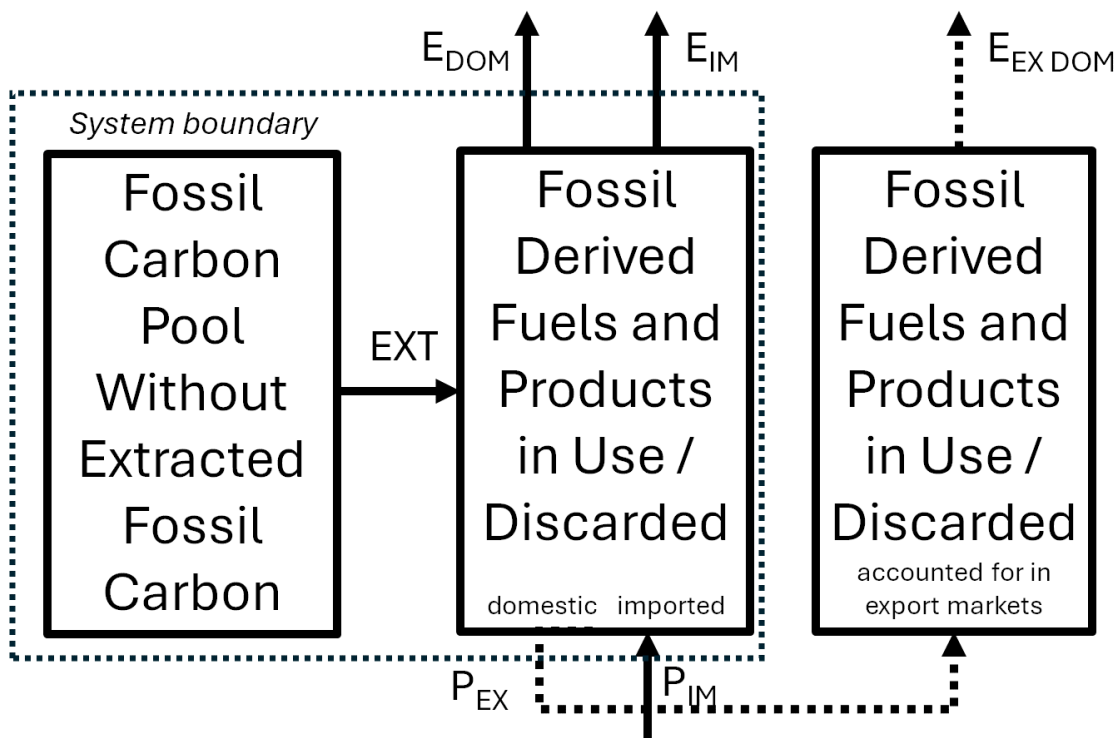 E_DOM
E_IM
E_EX DOM
System boundary
Fossil
Carbon
Pool
Without
Extracted
Fossil
Carbon
EXT
Fossil
Derived
Fuels and
Products
in Use /
Discarded
domestic imported
Fossil
Derived
Fuels and
Products
in Use /
Discarded
accounted for in
export markets
P_EX
P_IM